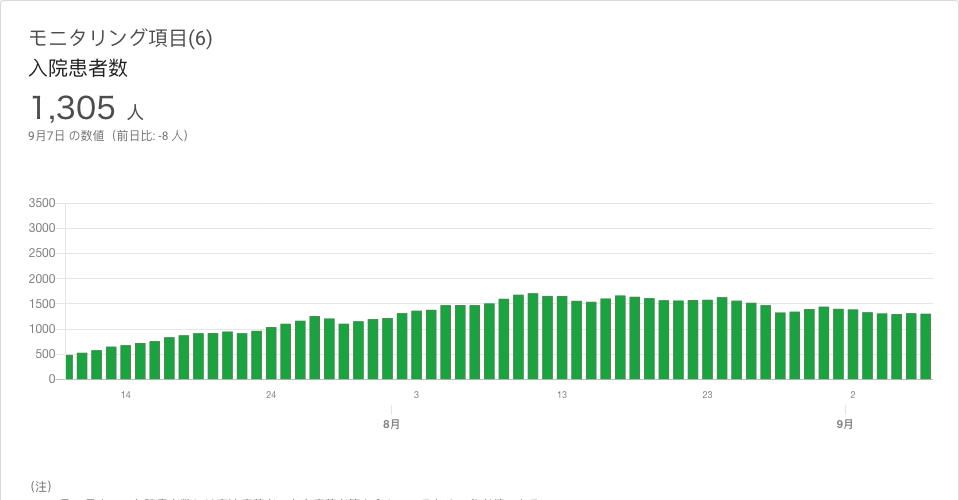 モニタリング項目(6)
入院患者数
1,305 人
9月7日 の数値（前日比: -8 人）
3500
3000
2500
2000
1500
1000
500
0
14 24 3 13 23 2
8月 9月
（注）